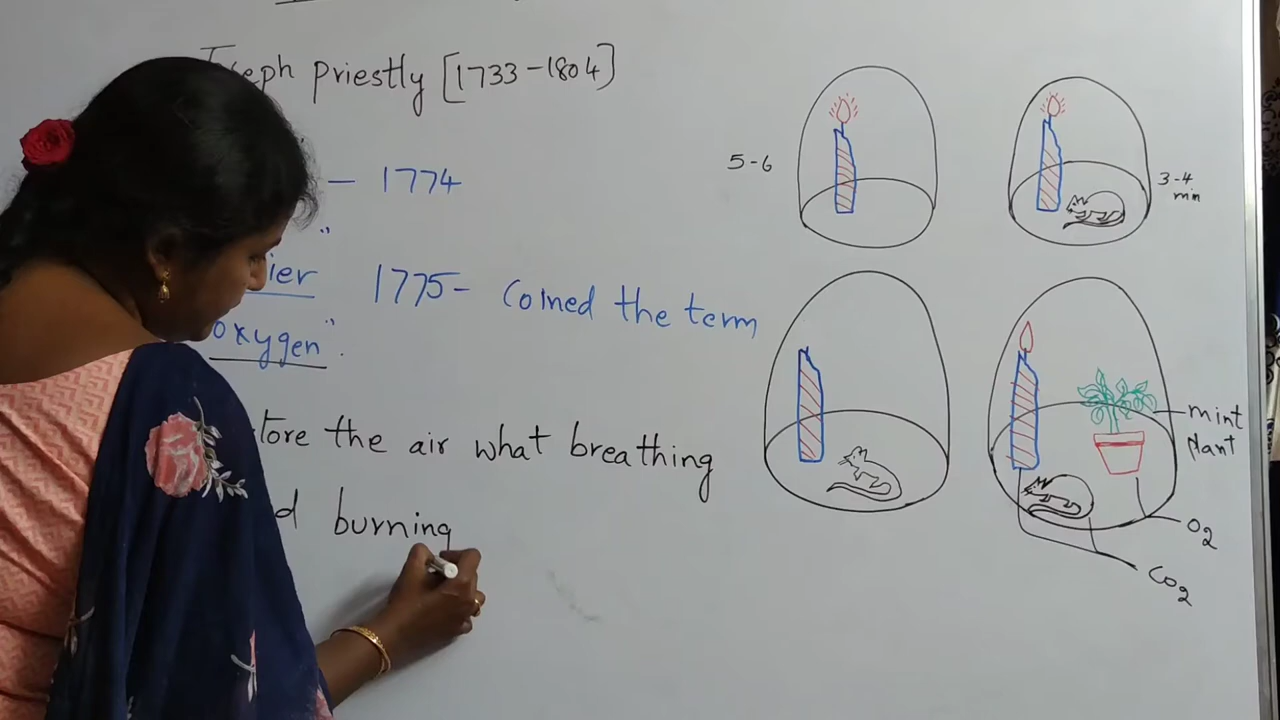 Joseph priestly [1733-1804]
- 1774
"
ier 1775- Coined the term
oxygen".
tore the air what breathing
d burning
5-6
3-4
min
mint
plant
O2
CO2